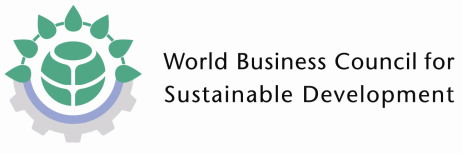 World Business Council for
Sustainable Development